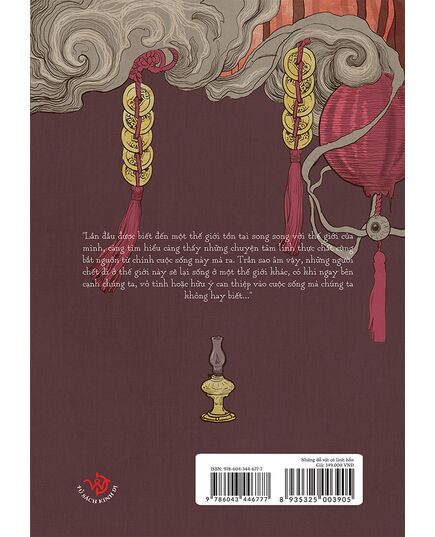 "Lần đầu được biết đến một thế giới tồn tại song song với thế giới của
mình, càng tìm hiểu càng thấy những chuyện tâm linh thực chất cũng
bắt nguồn từ chính cuộc sống này mà ra. Trần sao âm vậy, những người
chết đi ở thế giới này sẽ lại sống ở một thế giới khác, có khi ngay bên
cạnh chúng ta, vô tình hoặc hữu ý can thiệp vào cuộc sống mà chúng ta
không hay biết..."
TỦ SÁCH KINH DỊ
ISBN: 978-604-344-677-7
9 786043 446777
Những đồ vật có linh hồn
Giá: 149.000 VNĐ
8 935325 003905